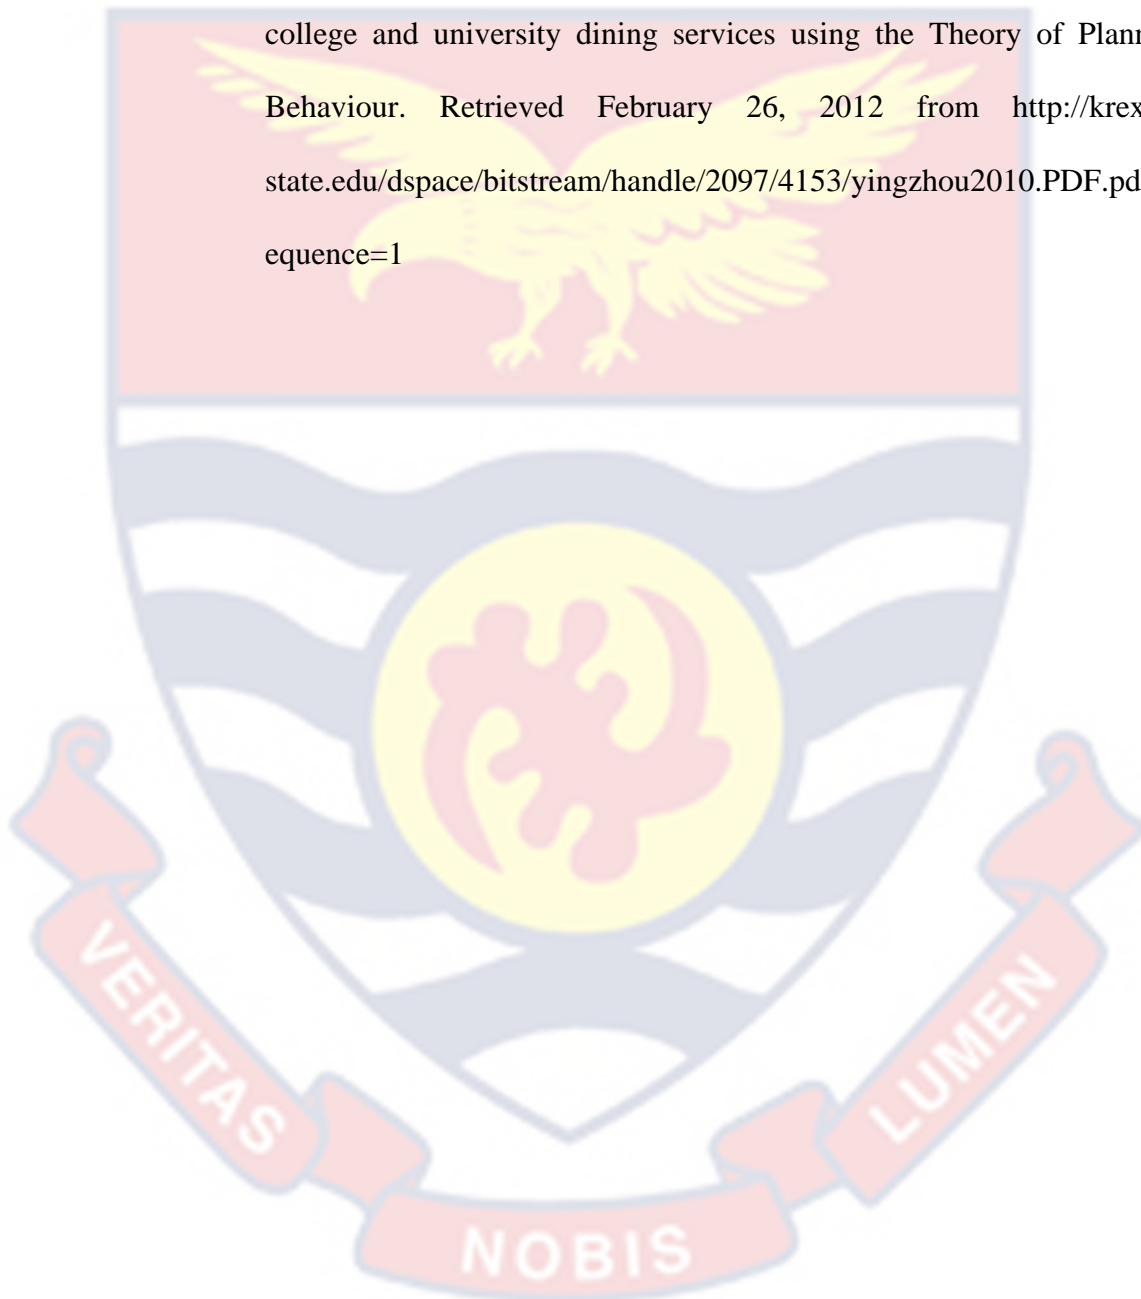 college and university dining services using the Theory of Plann
Behaviour. Retrieved February 26, 2012 from http://krex
state.edu/dspace/bitstream/handle/2097/4153/yingzhou2010.PDF.pd
equence=1
VERITAS
NOBIS
LUMEN